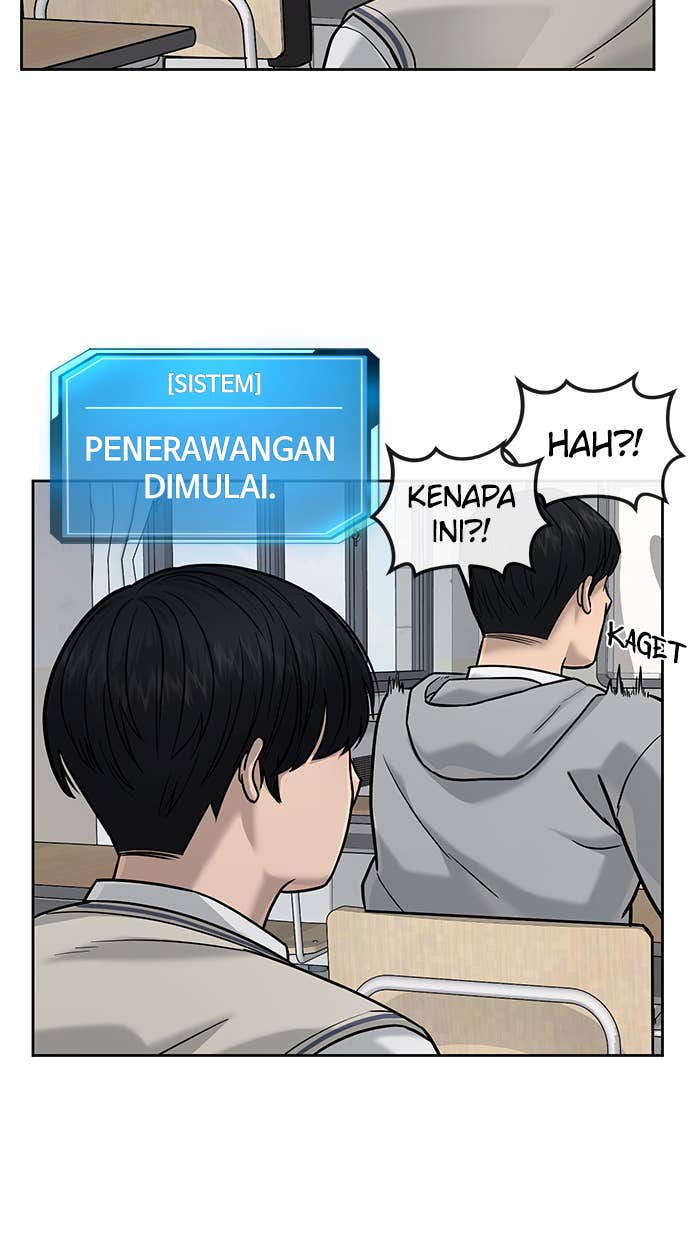 [SISTEM]
PENERAWANGAN
DIMULAI.
HAH?!
KENAPA
INI?!
KAGET